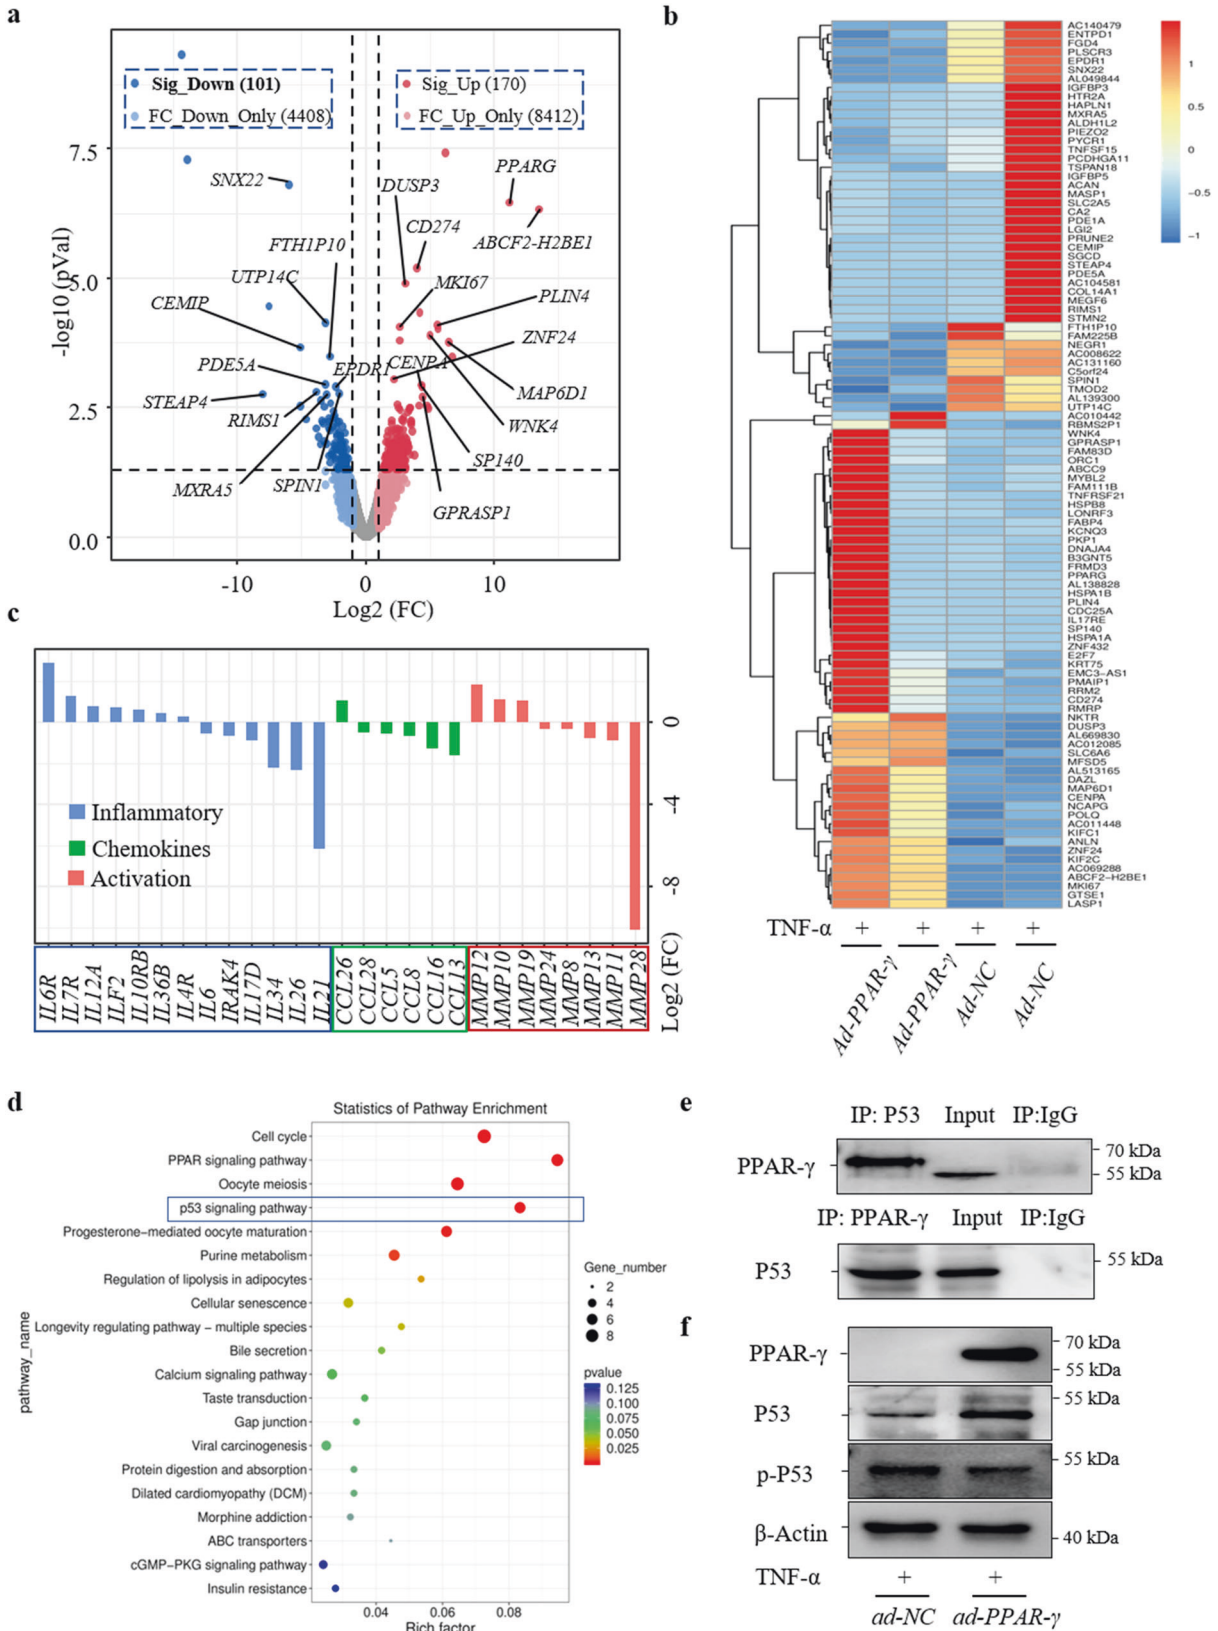 a
Sig_Down (101)
FC_Down_Only (4408)
Sig_Up (170)
FC_Up_Only (8412)
7.5
5.0
2.5
0.0
-log10 (pVal)
SNX22
DUSP3
PPARG
CD274
ABCF2-H2BE1
FTH1P10
UTP14C
MKI67
PLIN4
CEMIP
ZNF24
PDE5A
EPDR1
CENPA
STEAP4
MAP6D1
RIMS1
WNK4
SP140
MXRA5
SPIN1
GPRASP1
-10
0
10
Log2 (FC)
b
AC140479
ENTPD1
FGD4
PLSCR3
EPDR1
SNX22
AL049844
IGFBP3
HTR2A
HAPLN1
MXRA5
ALDH1L2
PIEZO2
PYCR1
TNFSF15
PCDHGA11
TSPAN18
IGFBP5
ACAN
MASP1
SLC2A5
CA2
PDE1A
LGI2
PRUNE2
CEMIP
SGCD
STEAP4
PDE5A
AC104581
COL14A1
MEGF6
RIMS1
STMN2
FTH1P10
FAM225B
NEGR1
AC008622
AC131160
C5orf24
SPIN1
TMOD2
AL139300
UTP14C
AC010442
RBMS2P1
WNK4
GPRASP1
FAM83D
ORC1
ABCC9
MYBL2
FAM111B
TNFRSF21
HSPB8
LONRF3
FABP4
KCNQ3
PKP1
DNAJA4
B3GNT5
FRMD3
PPARG
AL138828
HSPA1B
PLIN4
CDC25A
IL17RE
SP140
HSPA1A
ZNF432
E2F7
KRT75
EMC3-AS1
PMAIP1
RRM2
CD274
RMRP
NKTR
DUSP3
AL669830
AC012085
SLC6A6
MFSD5
AL513165
DAZL
MAP6D1
CENPA
NCAPG
POLQ
AC011448
KIFC1
ANLN
ZNF24
KIF2C
AC069288
ABCF2-H2BE1
MKI67
GTSE1
LASP1
1
0.5
0
-0.5
-1
TNF-α + + + +
Ad-PPAR-γ
Ad-PPAR-γ
Ad-NC
Ad-NC
c
Inflammatory
Chemokines
Activation
0
-4
-8
Log2 (FC)
IL6R
IL7R
IL12A
ILF2
IL10RB
IL36B
IL4R
IL6
IRAK4
IL17D
IL34
IL26
IL21
CCL26
CCL28
CCL5
CCL8
CCL16
CCL13
MMP12
MMP10
MMP19
MMP24
MMP8
MMP13
MMP11
MMP28
d
Statistics of Pathway Enrichment
pathway_name
Cell cycle
PPAR signaling pathway
Oocyte meiosis
p53 signaling pathway
Progesterone-mediated oocyte maturation
Purine metabolism
Regulation of lipolysis in adipocytes
Cellular senescence
Longevity regulating pathway - multiple species
Bile secretion
Calcium signaling pathway
Taste transduction
Gap junction
Viral carcinogenesis
Protein digestion and absorption
Dilated cardiomyopathy (DCM)
Morphine addiction
ABC transporters
cGMP-PKG signaling pathway
Insulin resistance
0.04
0.06
0.08
Rich factor
Gene_number
2
4
6
8
pvalue
0.125
0.100
0.075
0.050
0.025
e
IP: P53 Input IP:IgG
PPAR-γ
70 kDa
55 kDa
IP: PPAR-γ Input IP:IgG
P53
55 kDa
f
PPAR-γ
70 kDa
55 kDa
P53
55 kDa
p-P53
55 kDa
β-Actin
40 kDa
TNF-α + +
ad-NC ad-PPAR-γ